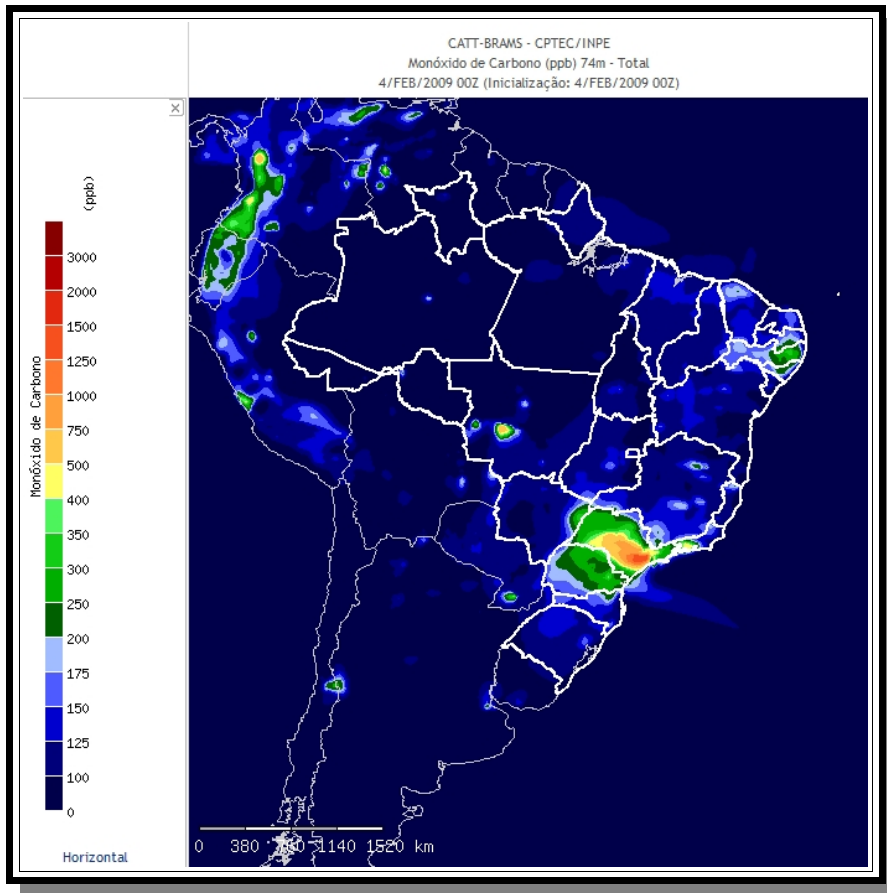 CATT-BRAMS - CPTEC/INPE
Monóxido de Carbono (ppb) 74m - Total
4/FEB/2009 00Z (Inicialização: 4/FEB/2009 00Z)
(ppb)
Monóxido de Carbono
3000
2000
1500
1250
1000
750
500
400
350
300
250
200
175
150
125
100
0
Horizontal
0 380 760 1140 1520 km